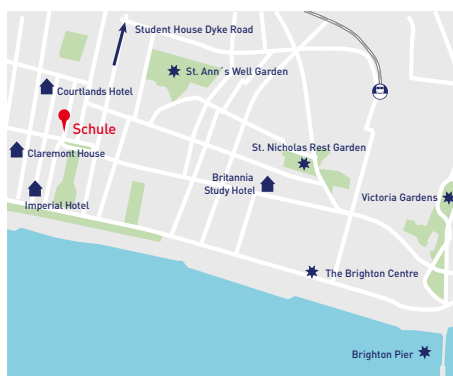 Student House Dyke Road
St. Ann´s Well Garden
Courtlands Hotel
Schule
St. Nicholas Rest Garden
Claremont House
Britannia
Study Hotel
Victoria Gardens
Imperial Hotel
The Brighton Centre
Brighton Pier